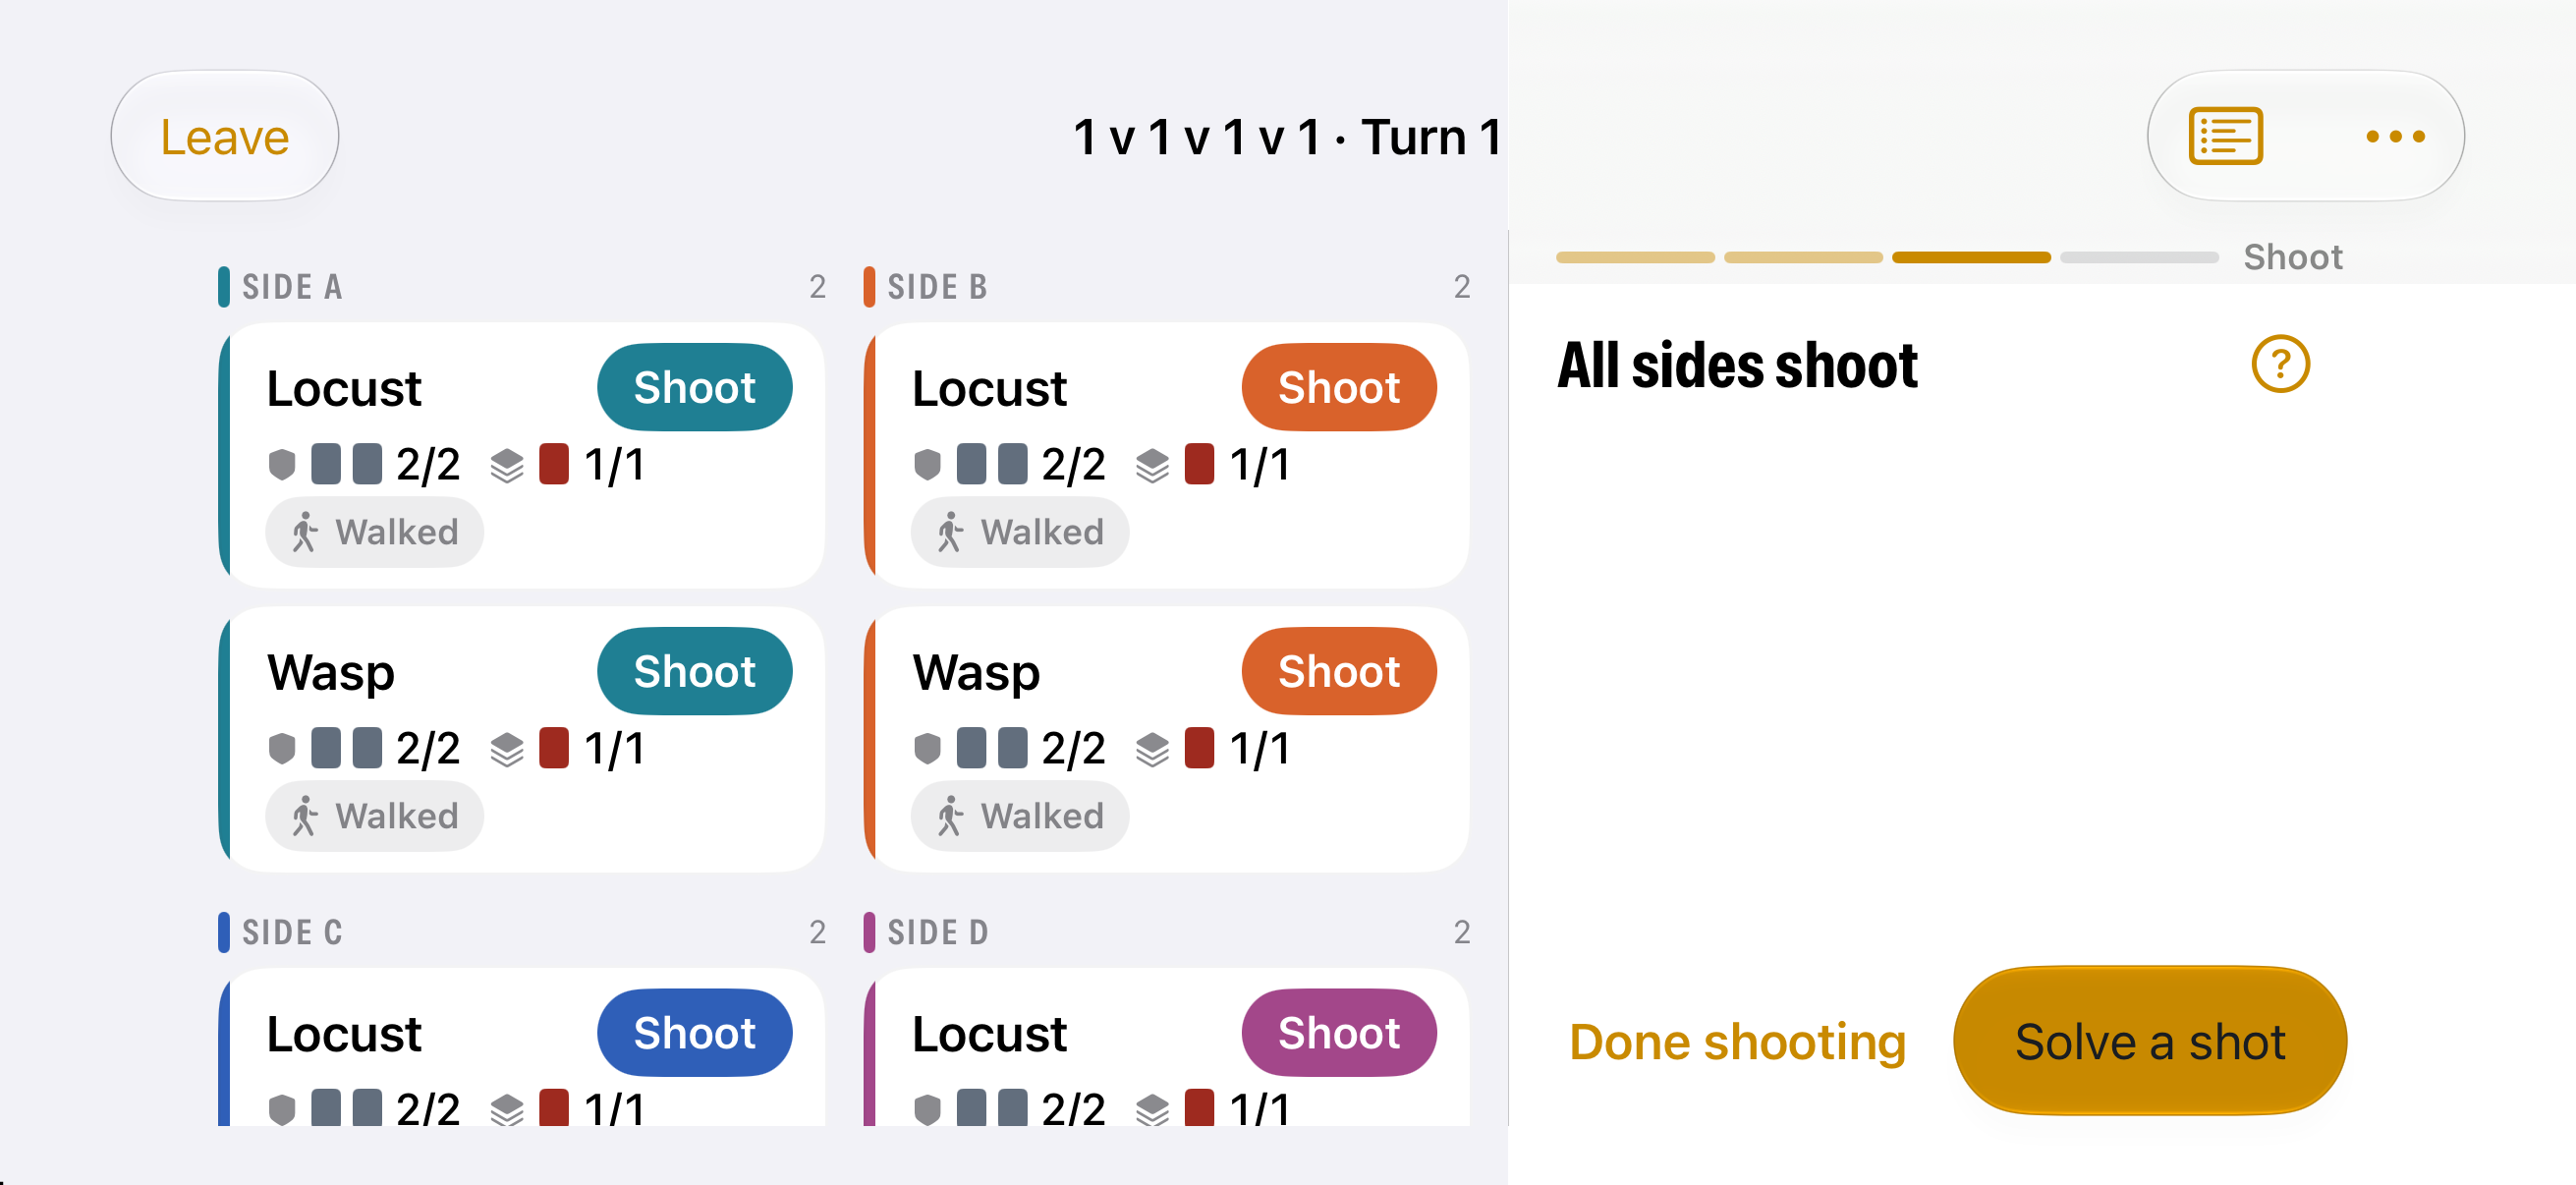 Leave
1 v 1 v 1 v 1 · Turn 1
SIDE A 2
Locust Shoot
2/2 1/1
Walked
Wasp Shoot
2/2 1/1
Walked
SIDE B 2
Locust Shoot
2/2 1/1
Walked
Wasp Shoot
2/2 1/1
Walked
SIDE C 2
Locust Shoot
2/2 1/1
SIDE D 2
Locust Shoot
2/2 1/1
Shoot
All sides shoot
?
Done shooting
Solve a shot